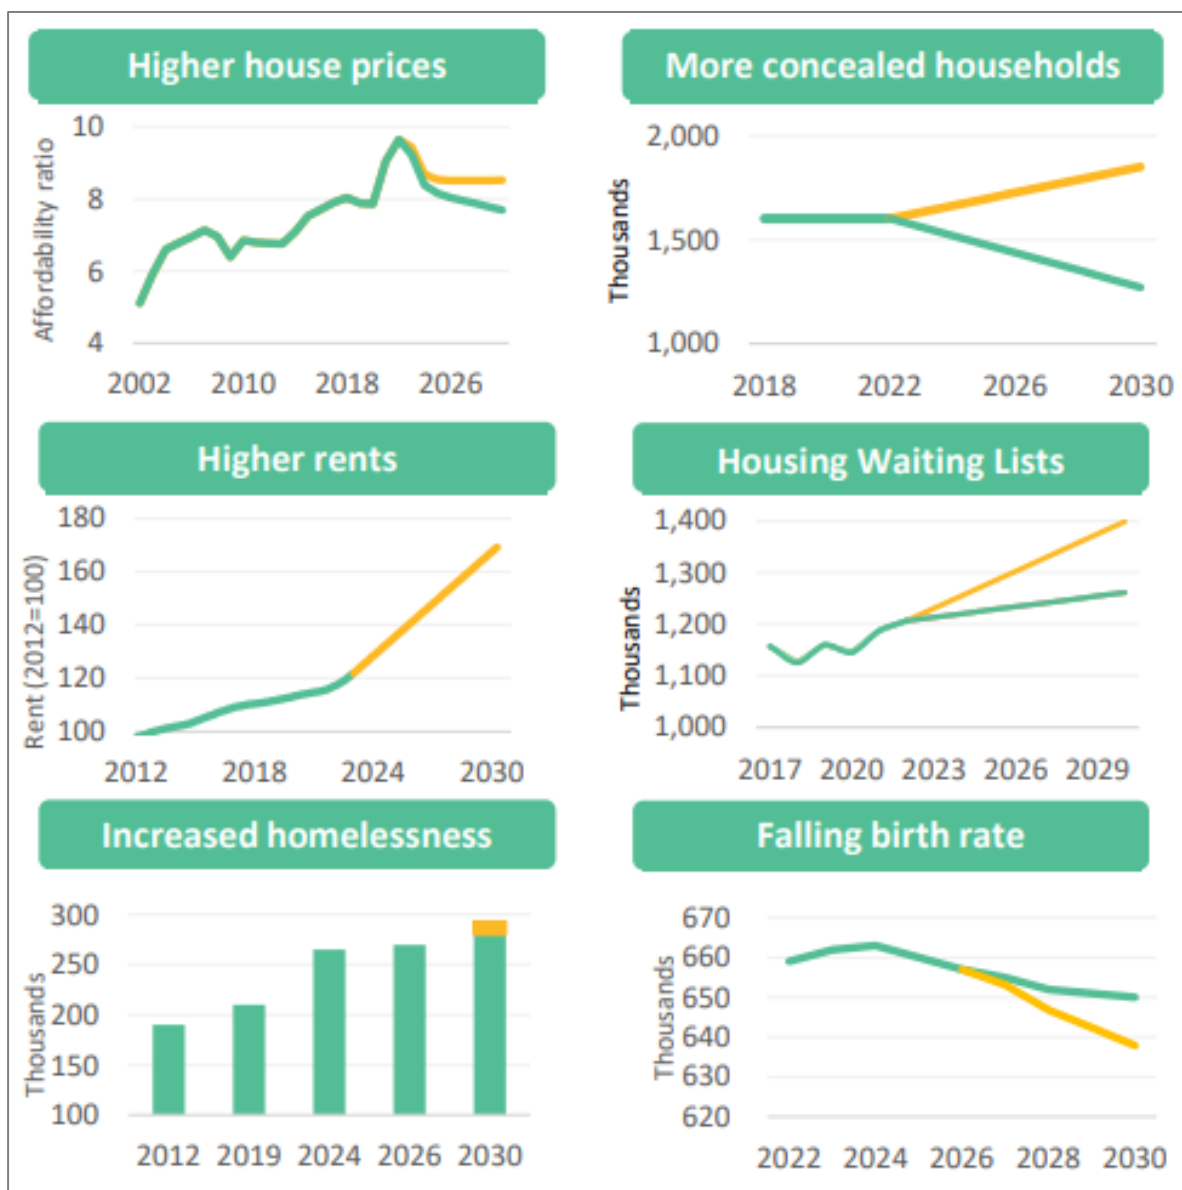 Higher house prices
Affordability ratio
10
8
6
4
2002 2010 2018 2026
More concealed households
Thousands
2,000
1,500
1,000
2018 2022 2026 2030
Higher rents
Rent (2012=100)
180
160
140
120
100
2012 2018 2024 2030
Housing Waiting Lists
Thousands
1,400
1,300
1,200
1,100
1,000
2017 2020 2023 2026 2029
Increased homelessness
Thousands
300
250
200
150
100
2012 2019 2024 2026 2030
Falling birth rate
Thousands
670
660
650
640
630
620
2022 2024 2026 2028 2030